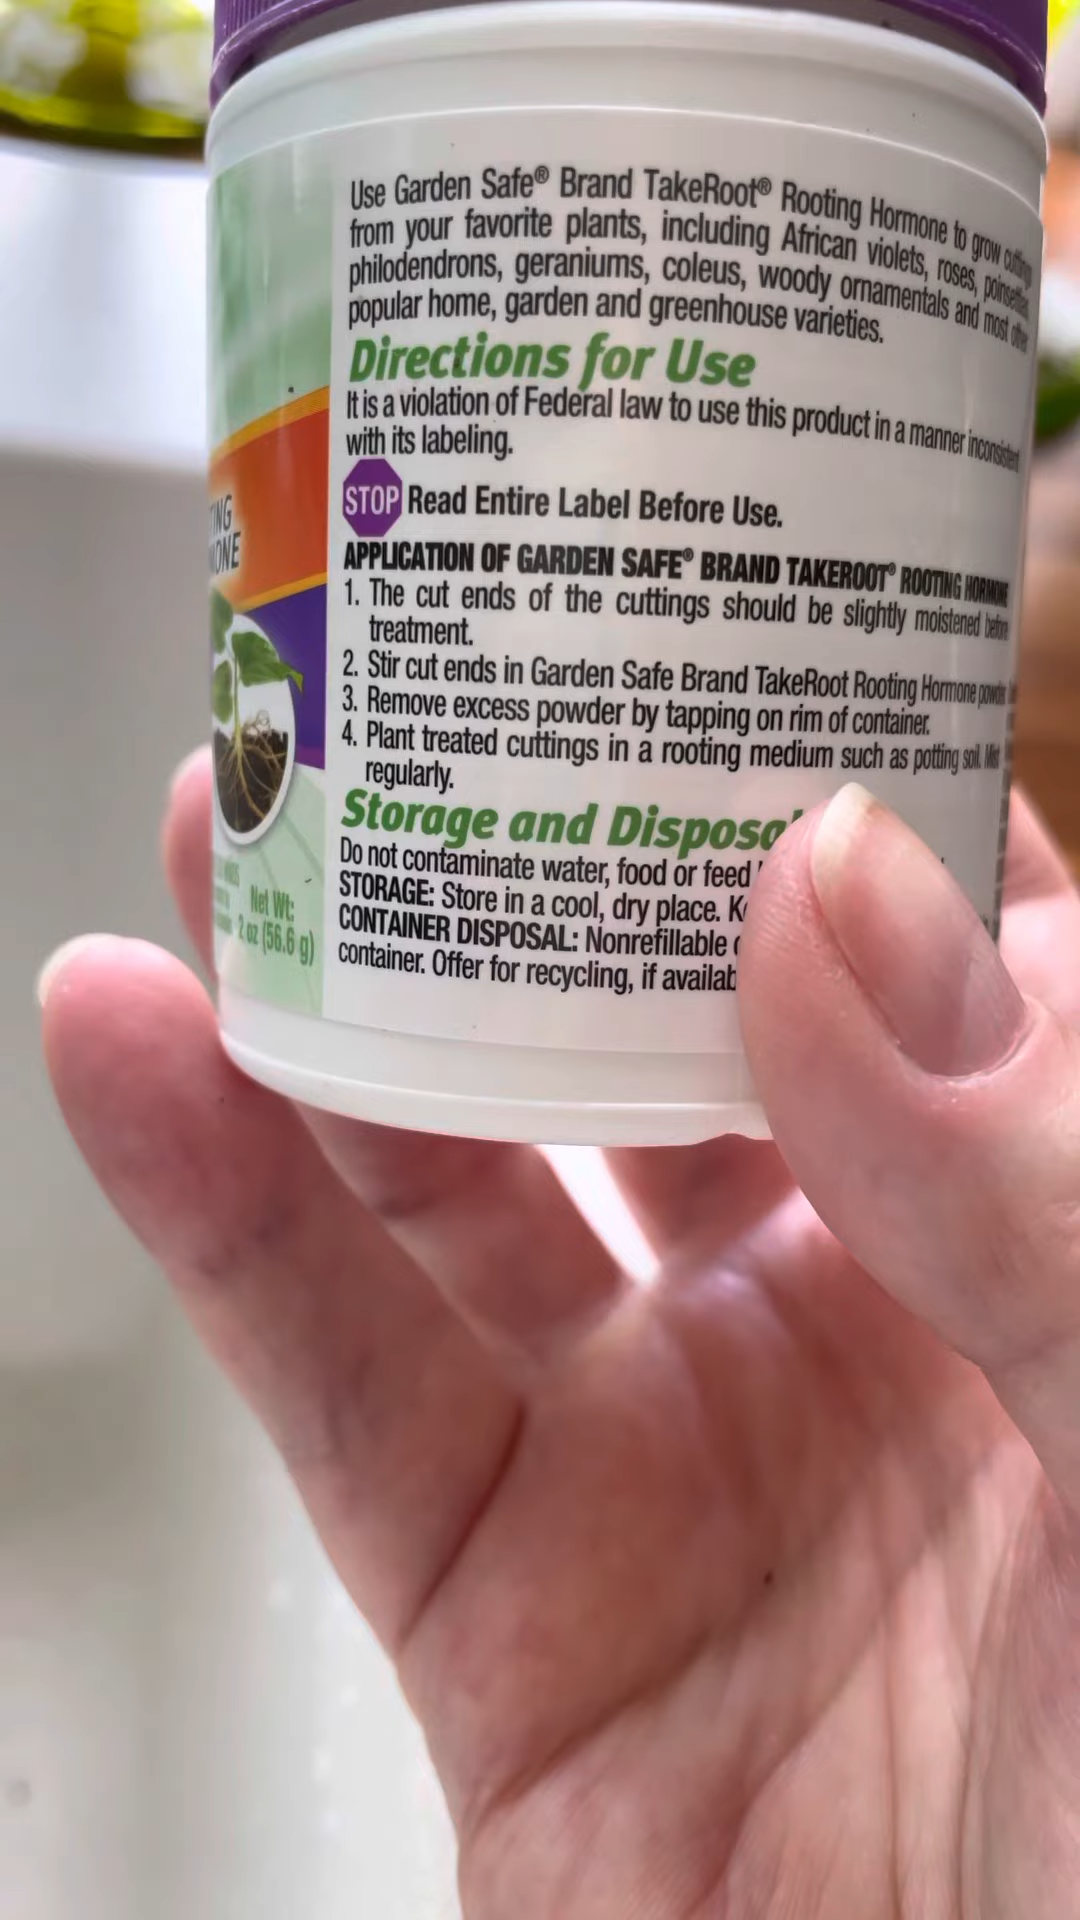 Use Garden Safe® Brand TakeRoot® Rooting Hormone to grow cuttings
from your favorite plants, including African violets, roses, poinsettias,
philodendrons, geraniums, coleus, woody ornamentals and most other
popular home, garden and greenhouse varieties.
Directions for Use
It is a violation of Federal law to use this product in a manner inconsistent
with its labeling.
STOP Read Entire Label Before Use.
APPLICATION OF GARDEN SAFE® BRAND TAKEROOT® ROOTING HORMONE
1. The cut ends of the cuttings should be slightly moistened before
treatment.
2. Stir cut ends in Garden Safe Brand TakeRoot Rooting Hormone powder
3. Remove excess powder by tapping on rim of container.
4. Plant treated cuttings in a rooting medium such as potting soil. Mist
regularly.
Storage and Disposa
Do not contaminate water, food or feed
STORAGE: Store in a cool, dry place.
CONTAINER DISPOSAL: Nonrefillable
container. Offer for recycling, if availab
TING
MONE
Net Wt:
2 oz (56.6 g)